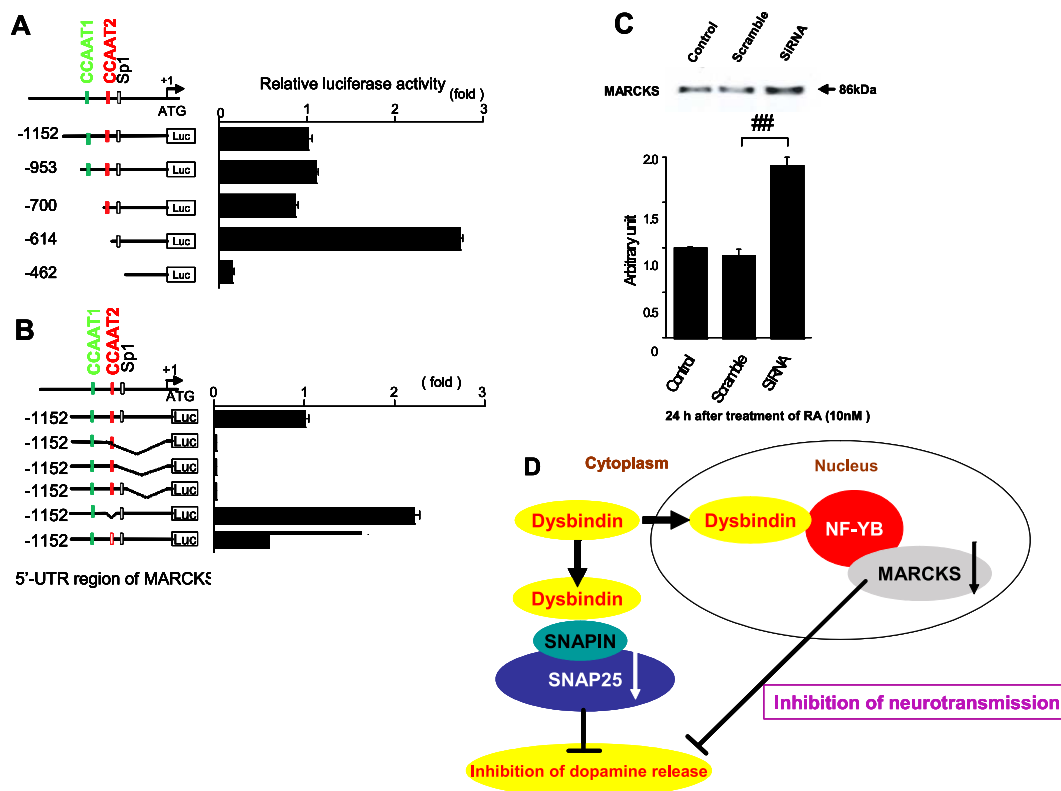 A
CCAAT1
CCAAT2
Sp1
+1
ATG
Relative luciferase activity
(fold)
0 1 2 3
-1152 Luc
-953 Luc
-700 Luc
-614 Luc
-462 Luc
B
CCAAT1
CCAAT2
Sp1
+1
ATG
( fold )
0 1 2 3
-1152 Luc
-1152 Luc
-1152 Luc
-1152 Luc
-1152 Luc
-1152 Luc
5’-UTR region of MARCKS
C
Control Scramble SiRNA
MARCKS 86kDa
##
Arbitrary unit
2.0
1.5
1.0
0.5
0
Control Scramble SiRNA
24 h after treatment of RA (10nM )
D
Cytoplasm Nucleus
Dysbindin Dysbindin
NF-YB
MARCKS
Dysbindin
SNAPIN
SNAP25
Inhibition of neurotransmission
Inhibition of dopamine release